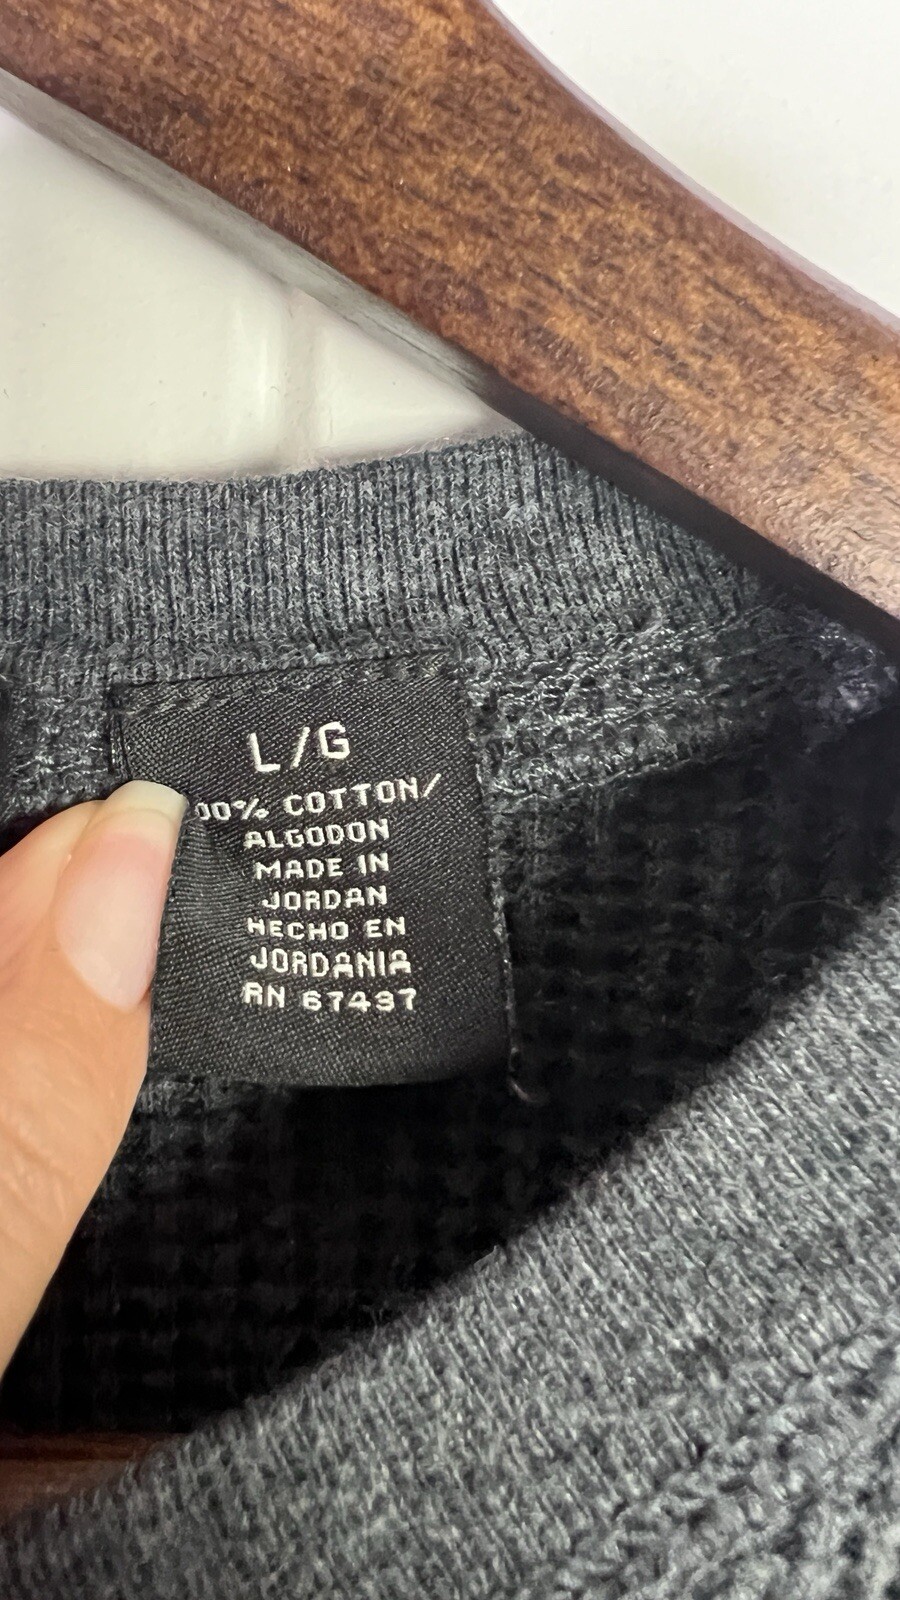 L/G
00% COTTON/
ALGODON
MADE IN
JORDAN
HECHO EN
JORDANIA
RN 67437